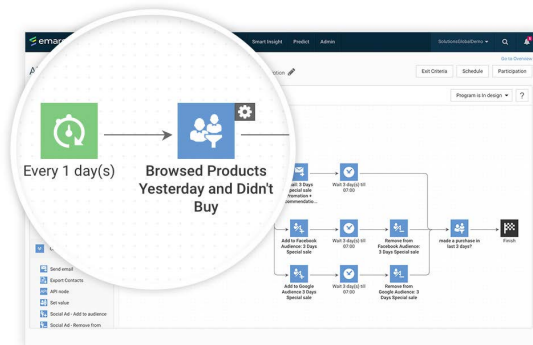 emar
Smart Insight Predict Admin
SolutionsGlobalDemo
Go to Overview
Exit Criteria Schedule Participation
Program is In design ?
Every 1 day(s)
Browsed Products
Yesterday and Didn't
Buy
3 Days
Special sale
Promotion +
Wait 3 day(s) till
07:00
Add to Facebook
Audience: 3 Days
Special sale
Wait 3 day(s) till
07:00
Remove from
Facebook Audience:
3 Days Special sale
made a purchase in
last 3 days?
Finish
Add to Google
Audience 3 Days
Special sale
Wait 3 day(s) till
07:00
Remove from
Google Audience: 3
Days Special sale
Send email
Export Contacts
API node
Set value
Social Ad - Add to audience
Social Ad - Remove from